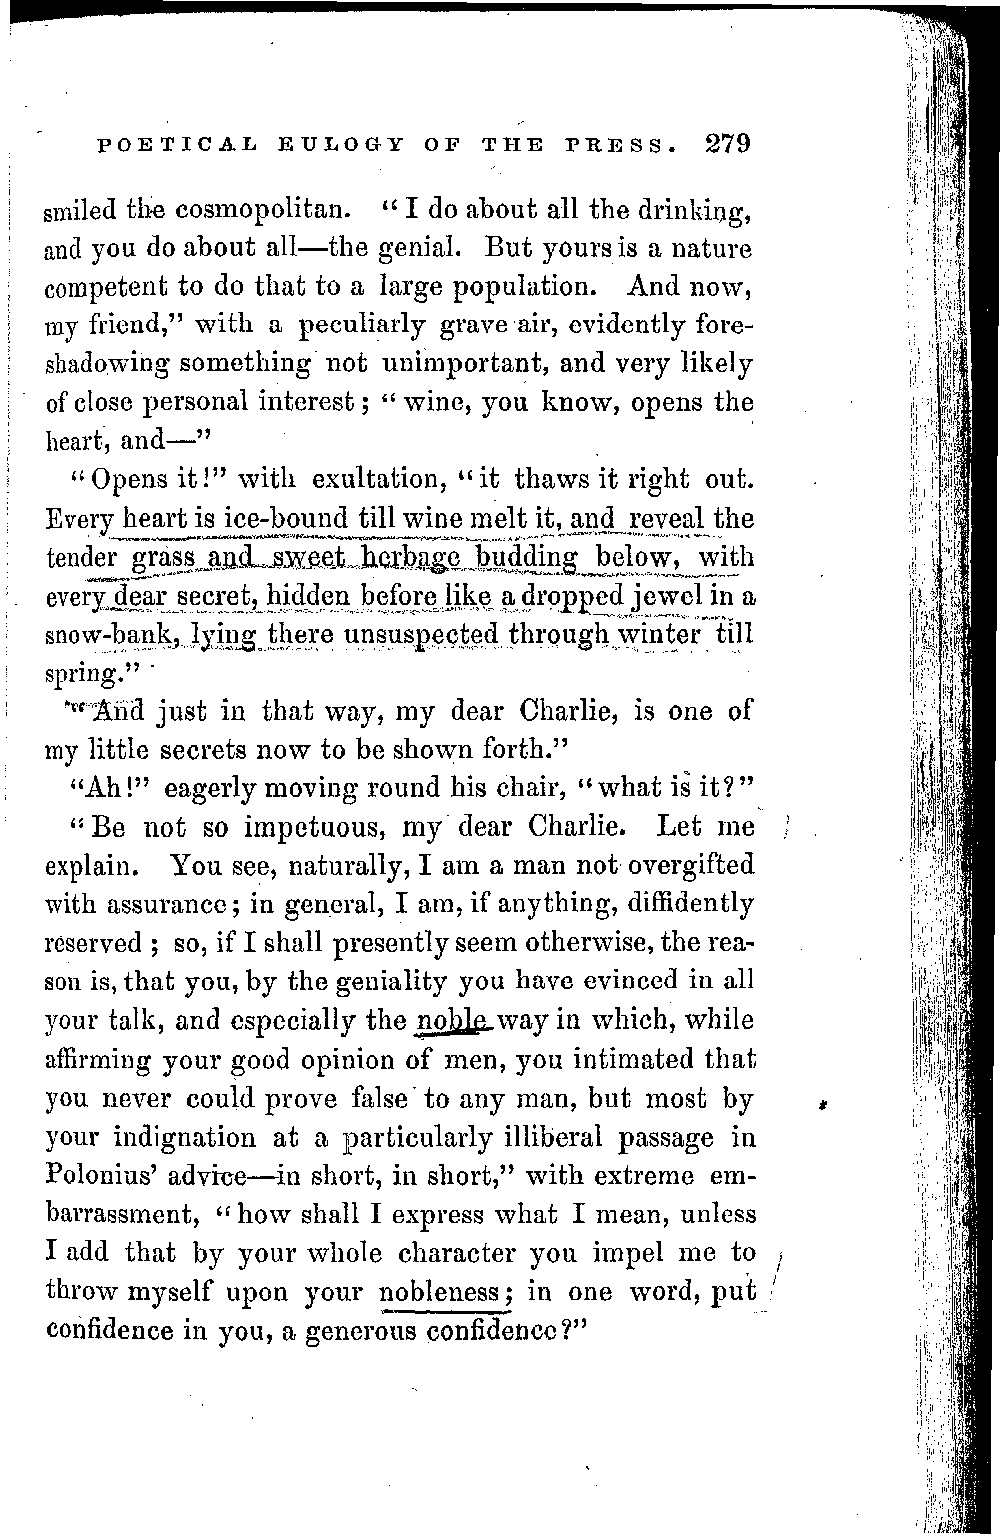 POETICAL EULOGY OF THE PRESS. 279
smiled the cosmopolitan. “I do about all the drinking,
and you do about all—the genial. But yours is a nature
competent to do that to a large population. And now,
my friend,” with a peculiarly grave air, evidently fore-
shadowing something not unimportant, and very likely
of close personal interest; “wine, you know, opens the
heart, and—”
“Opens it!” with exultation, “it thaws it right out.
Every heart is ice-bound till wine melt it, and reveal the
tender grass and sweet herbage budding below, with
every dear secret, hidden before like a dropped jewel in a
snow-bank, lying there unsuspected through winter till
spring.”
“And just in that way, my dear Charlie, is one of
my little secrets now to be shown forth.”
“Ah!” eagerly moving round his chair, “what is it?”
“Be not so impetuous, my dear Charlie. Let me
explain. You see, naturally, I am a man not overgifted
with assurance; in general, I am, if anything, diffidently
reserved; so, if I shall presently seem otherwise, the rea-
son is, that you, by the geniality you have evinced in all
your talk, and especially the noble way in which, while
affirming your good opinion of men, you intimated that
you never could prove false to any man, but most by
your indignation at a particularly illiberal passage in
Polonius’ advice—in short, in short,” with extreme em-
barrassment, “how shall I express what I mean, unless
I add that by your whole character you impel me to
throw myself upon your nobleness; in one word, put
confidence in you, a generous confidence?”